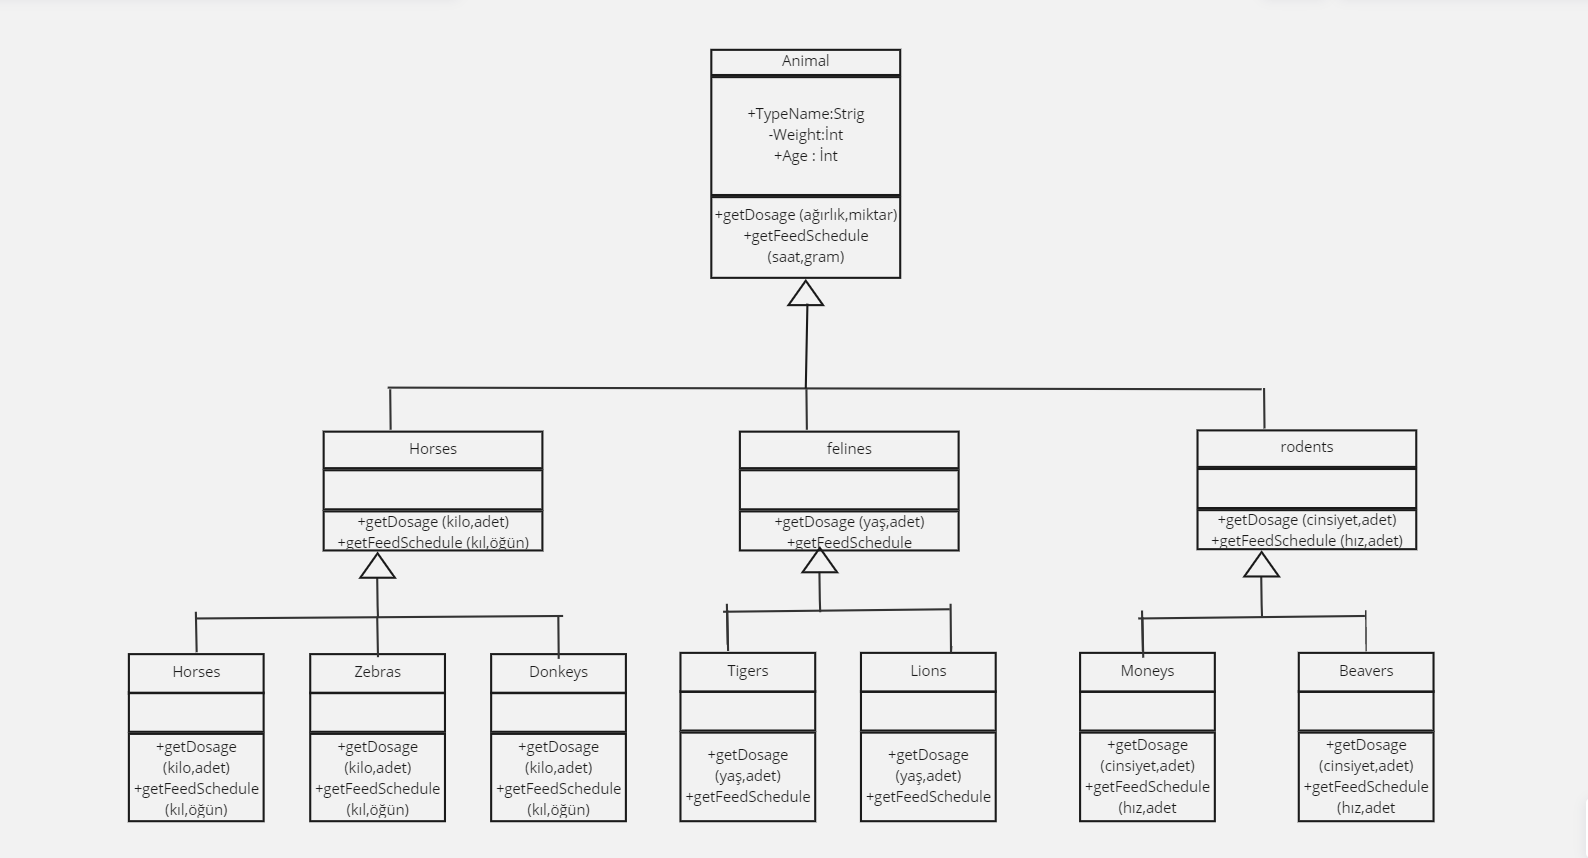 Animal
+TypeName:Strig
-Weight:İnt
+Age : İnt
+getDosage (ağırlık,miktar)
+getFeedSchedule
(saat,gram)
Horses
+getDosage (kilo,adet)
+getFeedSchedule (kıl,öğün)
felines
+getDosage (yaş,adet)
+getFeedSchedule
rodents
+getDosage (cinsiyet,adet)
+getFeedSchedule (hız,adet)
Horses
+getDosage
(kilo,adet)
+getFeedSchedule
(kıl,öğün)
Zebras
+getDosage
(kilo,adet)
+getFeedSchedule
(kıl,öğün)
Donkeys
+getDosage
(kilo,adet)
+getFeedSchedule
(kıl,öğün)
Tigers
+getDosage
(yaş,adet)
+getFeedSchedule
Lions
+getDosage
(yaş,adet)
+getFeedSchedule
Moneys
+getDosage
(cinsiyet,adet)
+getFeedSchedule
(hız,adet
Beavers
+getDosage
(cinsiyet,adet)
+getFeedSchedule
(hız,adet